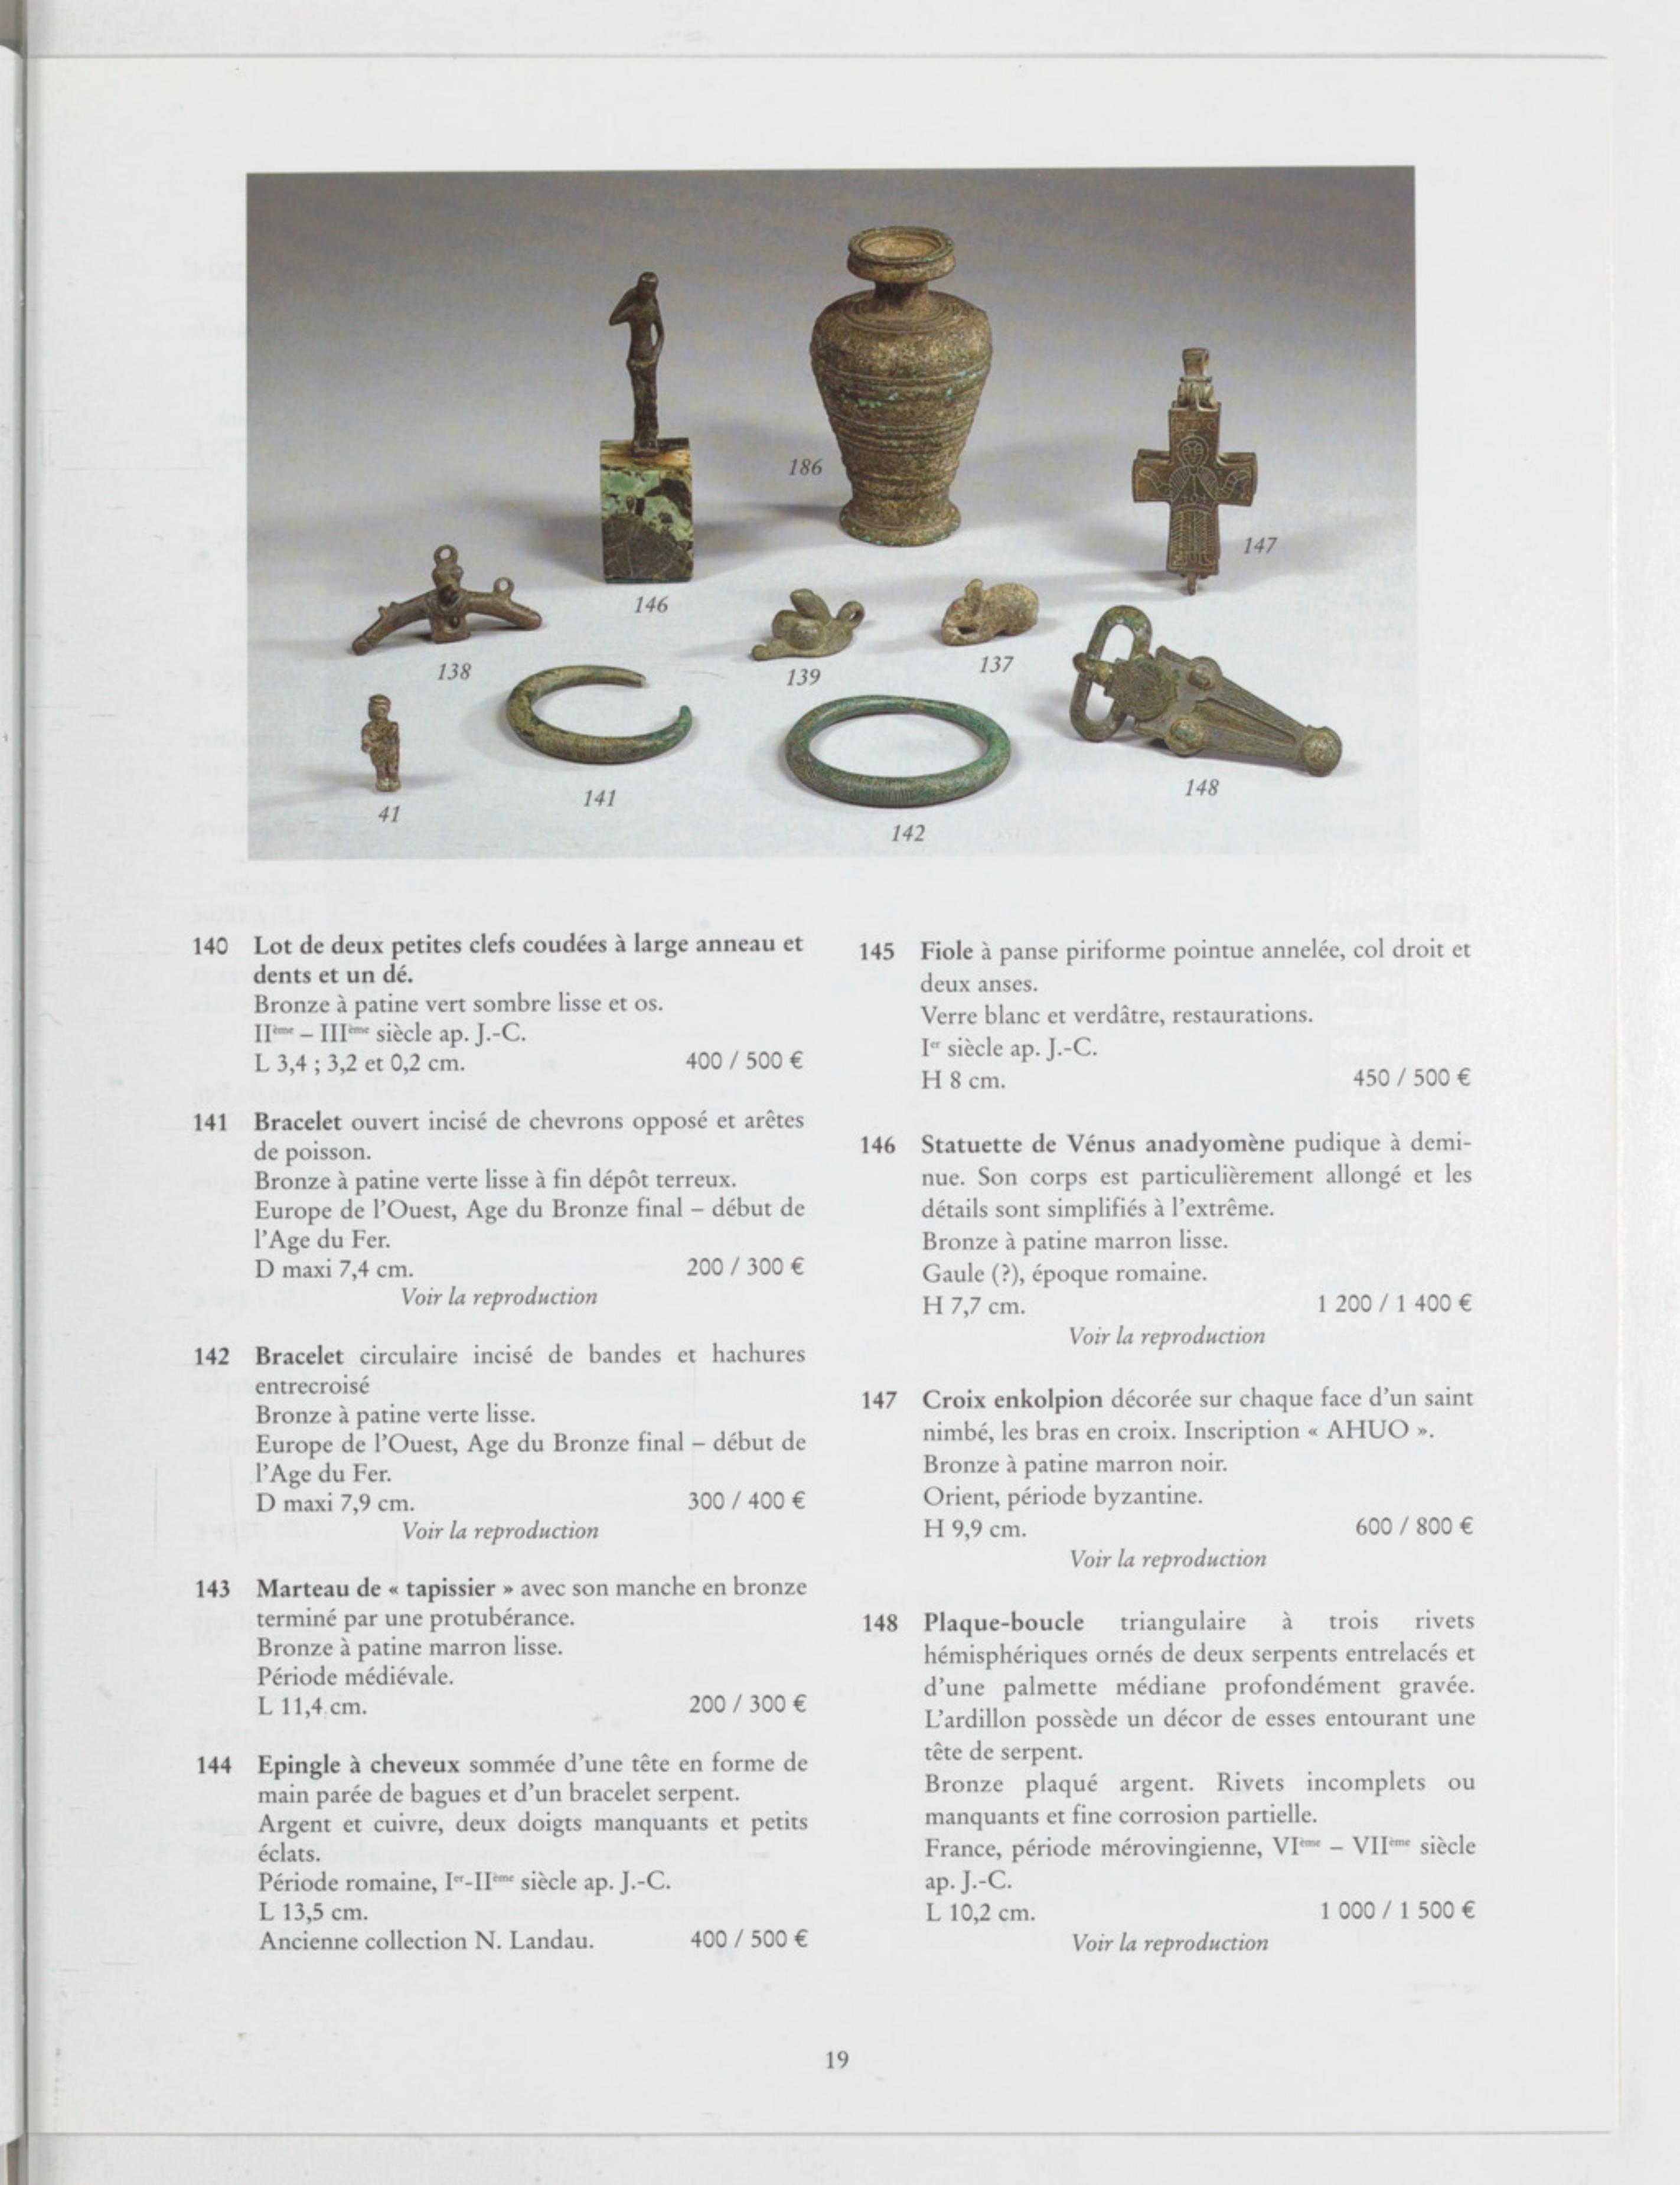 186
147
146
138
139
137
41
141
142
148
140 Lot de deux petites clefs coudées à large anneau et
dents et un dé.
Bronze à patine vert sombre lisse et os.
IIème – IIIème siècle ap. J.-C.
L 3,4 ; 3,2 et 0,2 cm. 400 / 500 €
141 Bracelet ouvert incisé de chevrons opposé et arêtes
de poisson.
Bronze à patine verte lisse à fin dépôt terreux.
Europe de l'Ouest, Age du Bronze final – début de
l'Age du Fer.
D maxi 7,4 cm. 200 / 300 €
Voir la reproduction
142 Bracelet circulaire incisé de bandes et hachures
entrecroisé
Bronze à patine verte lisse.
Europe de l'Ouest, Age du Bronze final – début de
l'Age du Fer.
D maxi 7,9 cm. 300 / 400 €
Voir la reproduction
143 Marteau de « tapissier » avec son manche en bronze
terminé par une protubérance.
Bronze à patine marron lisse.
Période médiévale.
L 11,4 cm. 200 / 300 €
144 Epingle à cheveux sommée d'une tête en forme de
main parée de bagues et d'un bracelet serpent.
Argent et cuivre, deux doigts manquants et petits
éclats.
Période romaine, Ier-IIème siècle ap. J.-C.
L 13,5 cm.
Ancienne collection N. Landau. 400 / 500 €
145 Fiole à panse piriforme pointue annelée, col droit et
deux anses.
Verre blanc et verdâtre, restaurations.
Ier siècle ap. J.-C.
H 8 cm. 450 / 500 €
146 Statuette de Vénus anadyomène pudique à demi-
nue. Son corps est particulièrement allongé et les
détails sont simplifiés à l'extrême.
Bronze à patine marron lisse.
Gaule (?), époque romaine.
H 7,7 cm. 1 200 / 1 400 €
Voir la reproduction
147 Croix enkolpion décorée sur chaque face d'un saint
nimbé, les bras en croix. Inscription « AHUO ».
Bronze à patine marron noir.
Orient, période byzantine.
H 9,9 cm. 600 / 800 €
Voir la reproduction
148 Plaque-boucle triangulaire à trois rivets
hémisphériques ornés de deux serpents entrelacés et
d'une palmette médiane profondément gravée.
L'ardillon possède un décor de esses entourant une
tête de serpent.
Bronze plaqué argent. Rivets incomplets ou
manquants et fine corrosion partielle.
France, période mérovingienne, VIème – VIIème siècle
ap. J.-C.
L 10,2 cm. 1 000 / 1 500 €
Voir la reproduction
19